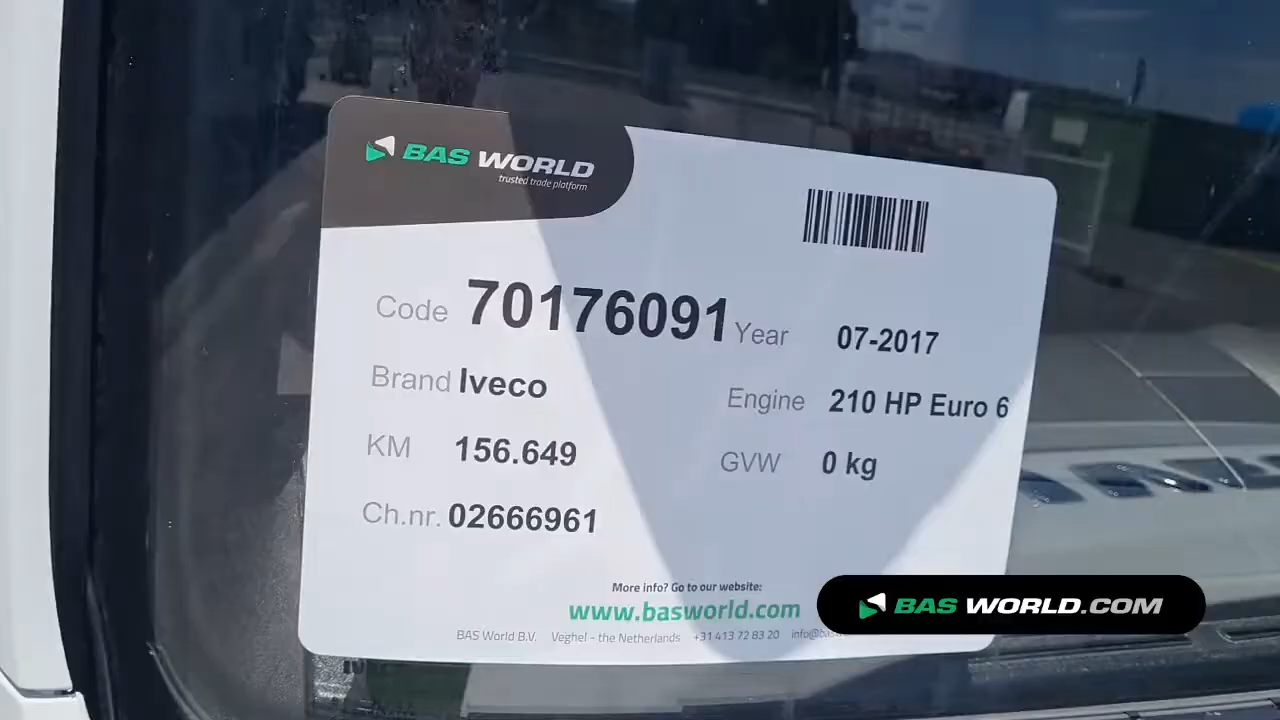 BAS WORLD
trusted trade platform
Code 70176091
Year 07-2017
Brand Iveco
Engine 210 HP Euro 6
KM 156.649
GVW 0 kg
Ch.nr. 02666961
More info? Go to our website:
www.basworld.com
BAS World B.V. Veghel - the Netherlands +31 413 72 83 20
BAS WORLD.COM